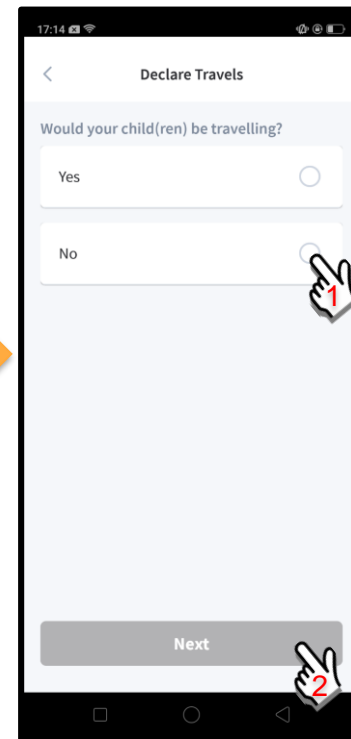 17:14
Declare Travels
Would your child(ren) be travelling?
Yes
No
1
Next
2